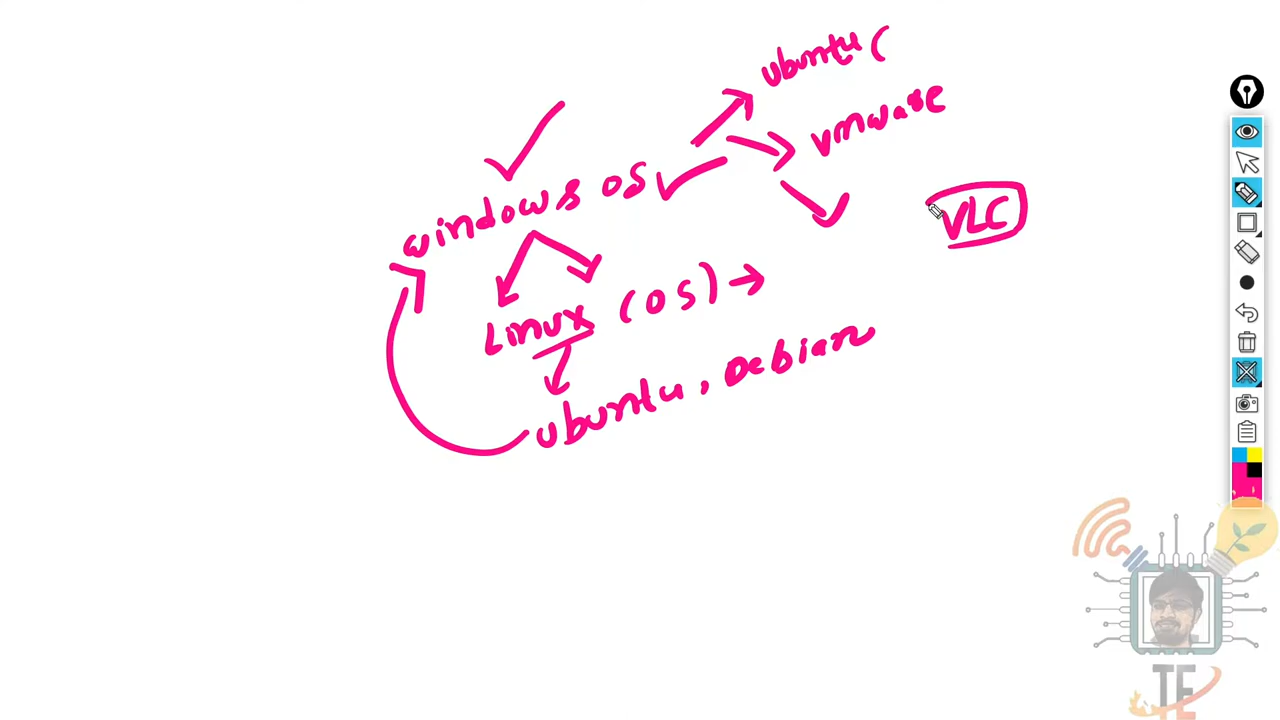 ubuntu (
vmware
windows os
VLC
Linux (OS) →
ubuntu, Debian
TE